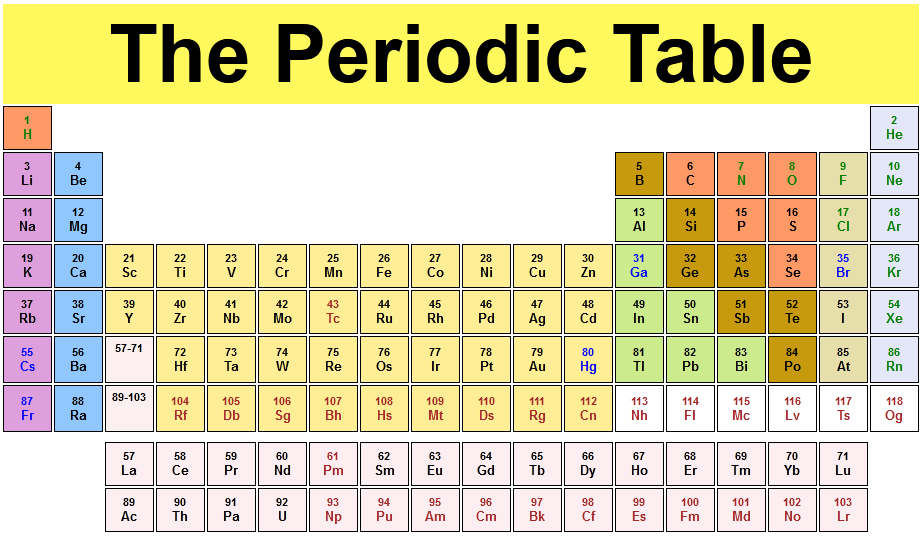 The Periodic Table
1 2
H He
3 4 5 6 7 8 9 10
Li Be B C N O F Ne
11 12 13 14 15 16 17 18
Na Mg Al Si P S Cl Ar
19 20 21 22 23 24 25 26 27 28 29 30 31 32 33 34 35 36
K Ca Sc Ti V Cr Mn Fe Co Ni Cu Zn Ga Ge As Se Br Kr
37 38 39 40 41 42 43 44 45 46 47 48 49 50 51 52 53 54
Rb Sr Y Zr Nb Mo Tc Ru Rh Pd Ag Cd In Sn Sb Te I Xe
55 56 57-71 72 73 74 75 76 77 78 79 80 81 82 83 84 85 86
Cs Ba Hf Ta W Re Os Ir Pt Au Hg Tl Pb Bi Po At Rn
87 88 89-103 104 105 106 107 108 109 110 111 112 113 114 115 116 117 118
Fr Ra Rf Db Sg Bh Hs Mt Ds Rg Cn Nh Fl Mc Lv Ts Og
57 58 59 60 61 62 63 64 65 66 67 68 69 70 71
La Ce Pr Nd Pm Sm Eu Gd Tb Dy Ho Er Tm Yb Lu
89 90 91 92 93 94 95 96 97 98 99 100 101 102 103
Ac Th Pa U Np Pu Am Cm Bk Cf Es Fm Md No Lr